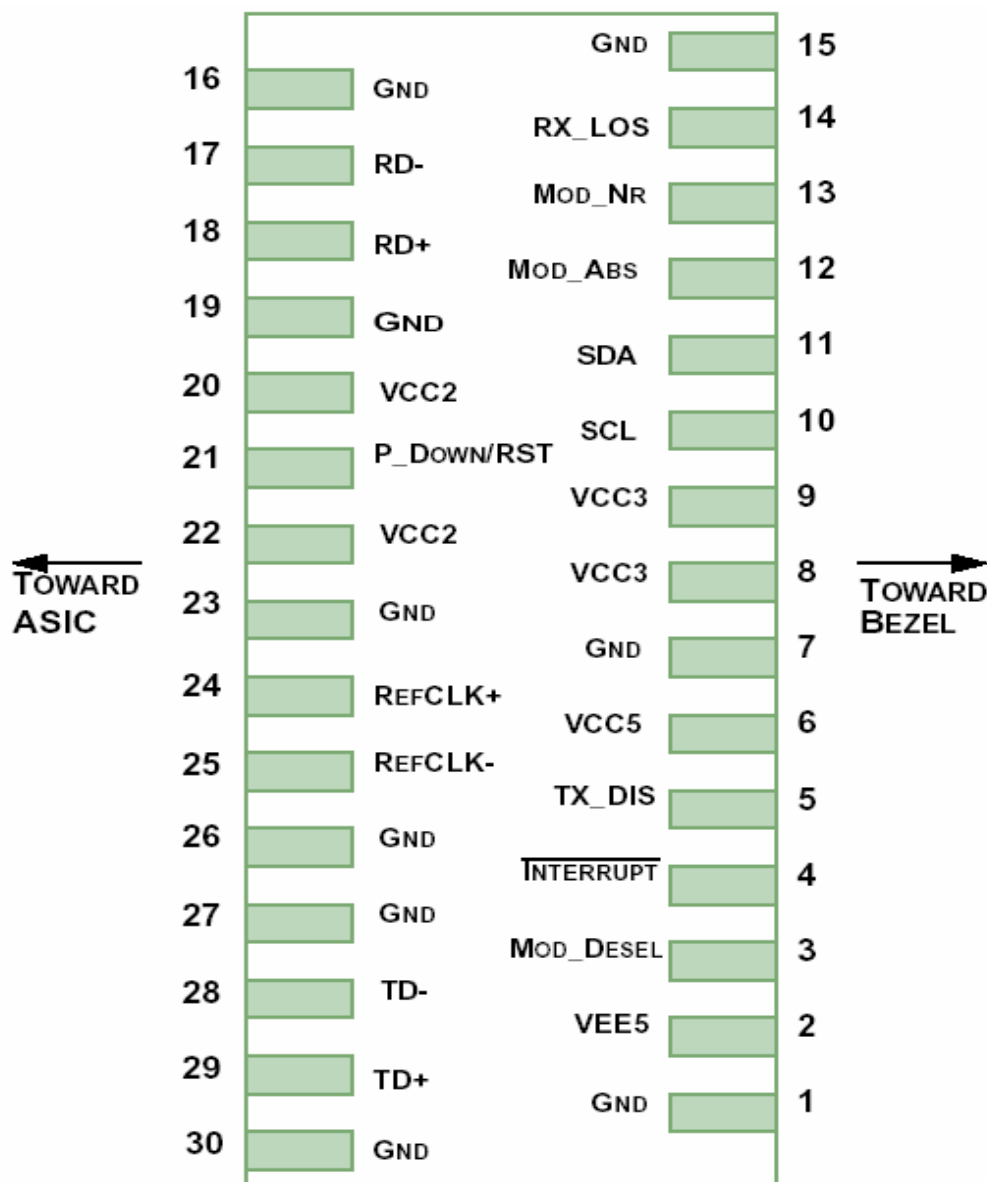 GND 15
16 GND
RX_LOS 14
17 RD-
MOD_NR 13
18 RD+
MOD_ABS 12
19 GND
SDA 11
20 VCC2
SCL 10
21 P_DOWN/RST
VCC3 9
22 VCC2
VCC3 8
TOWARD
ASIC
TOWARD
BEZEL
23 GND
GND 7
24 REFCLK+
VCC5 6
25 REFCLK-
TX_DIS 5
26 GND
INTERRUPT 4
27 GND
MOD_DESEL 3
28 TD-
VEE5 2
29 TD+
GND 1
30 GND